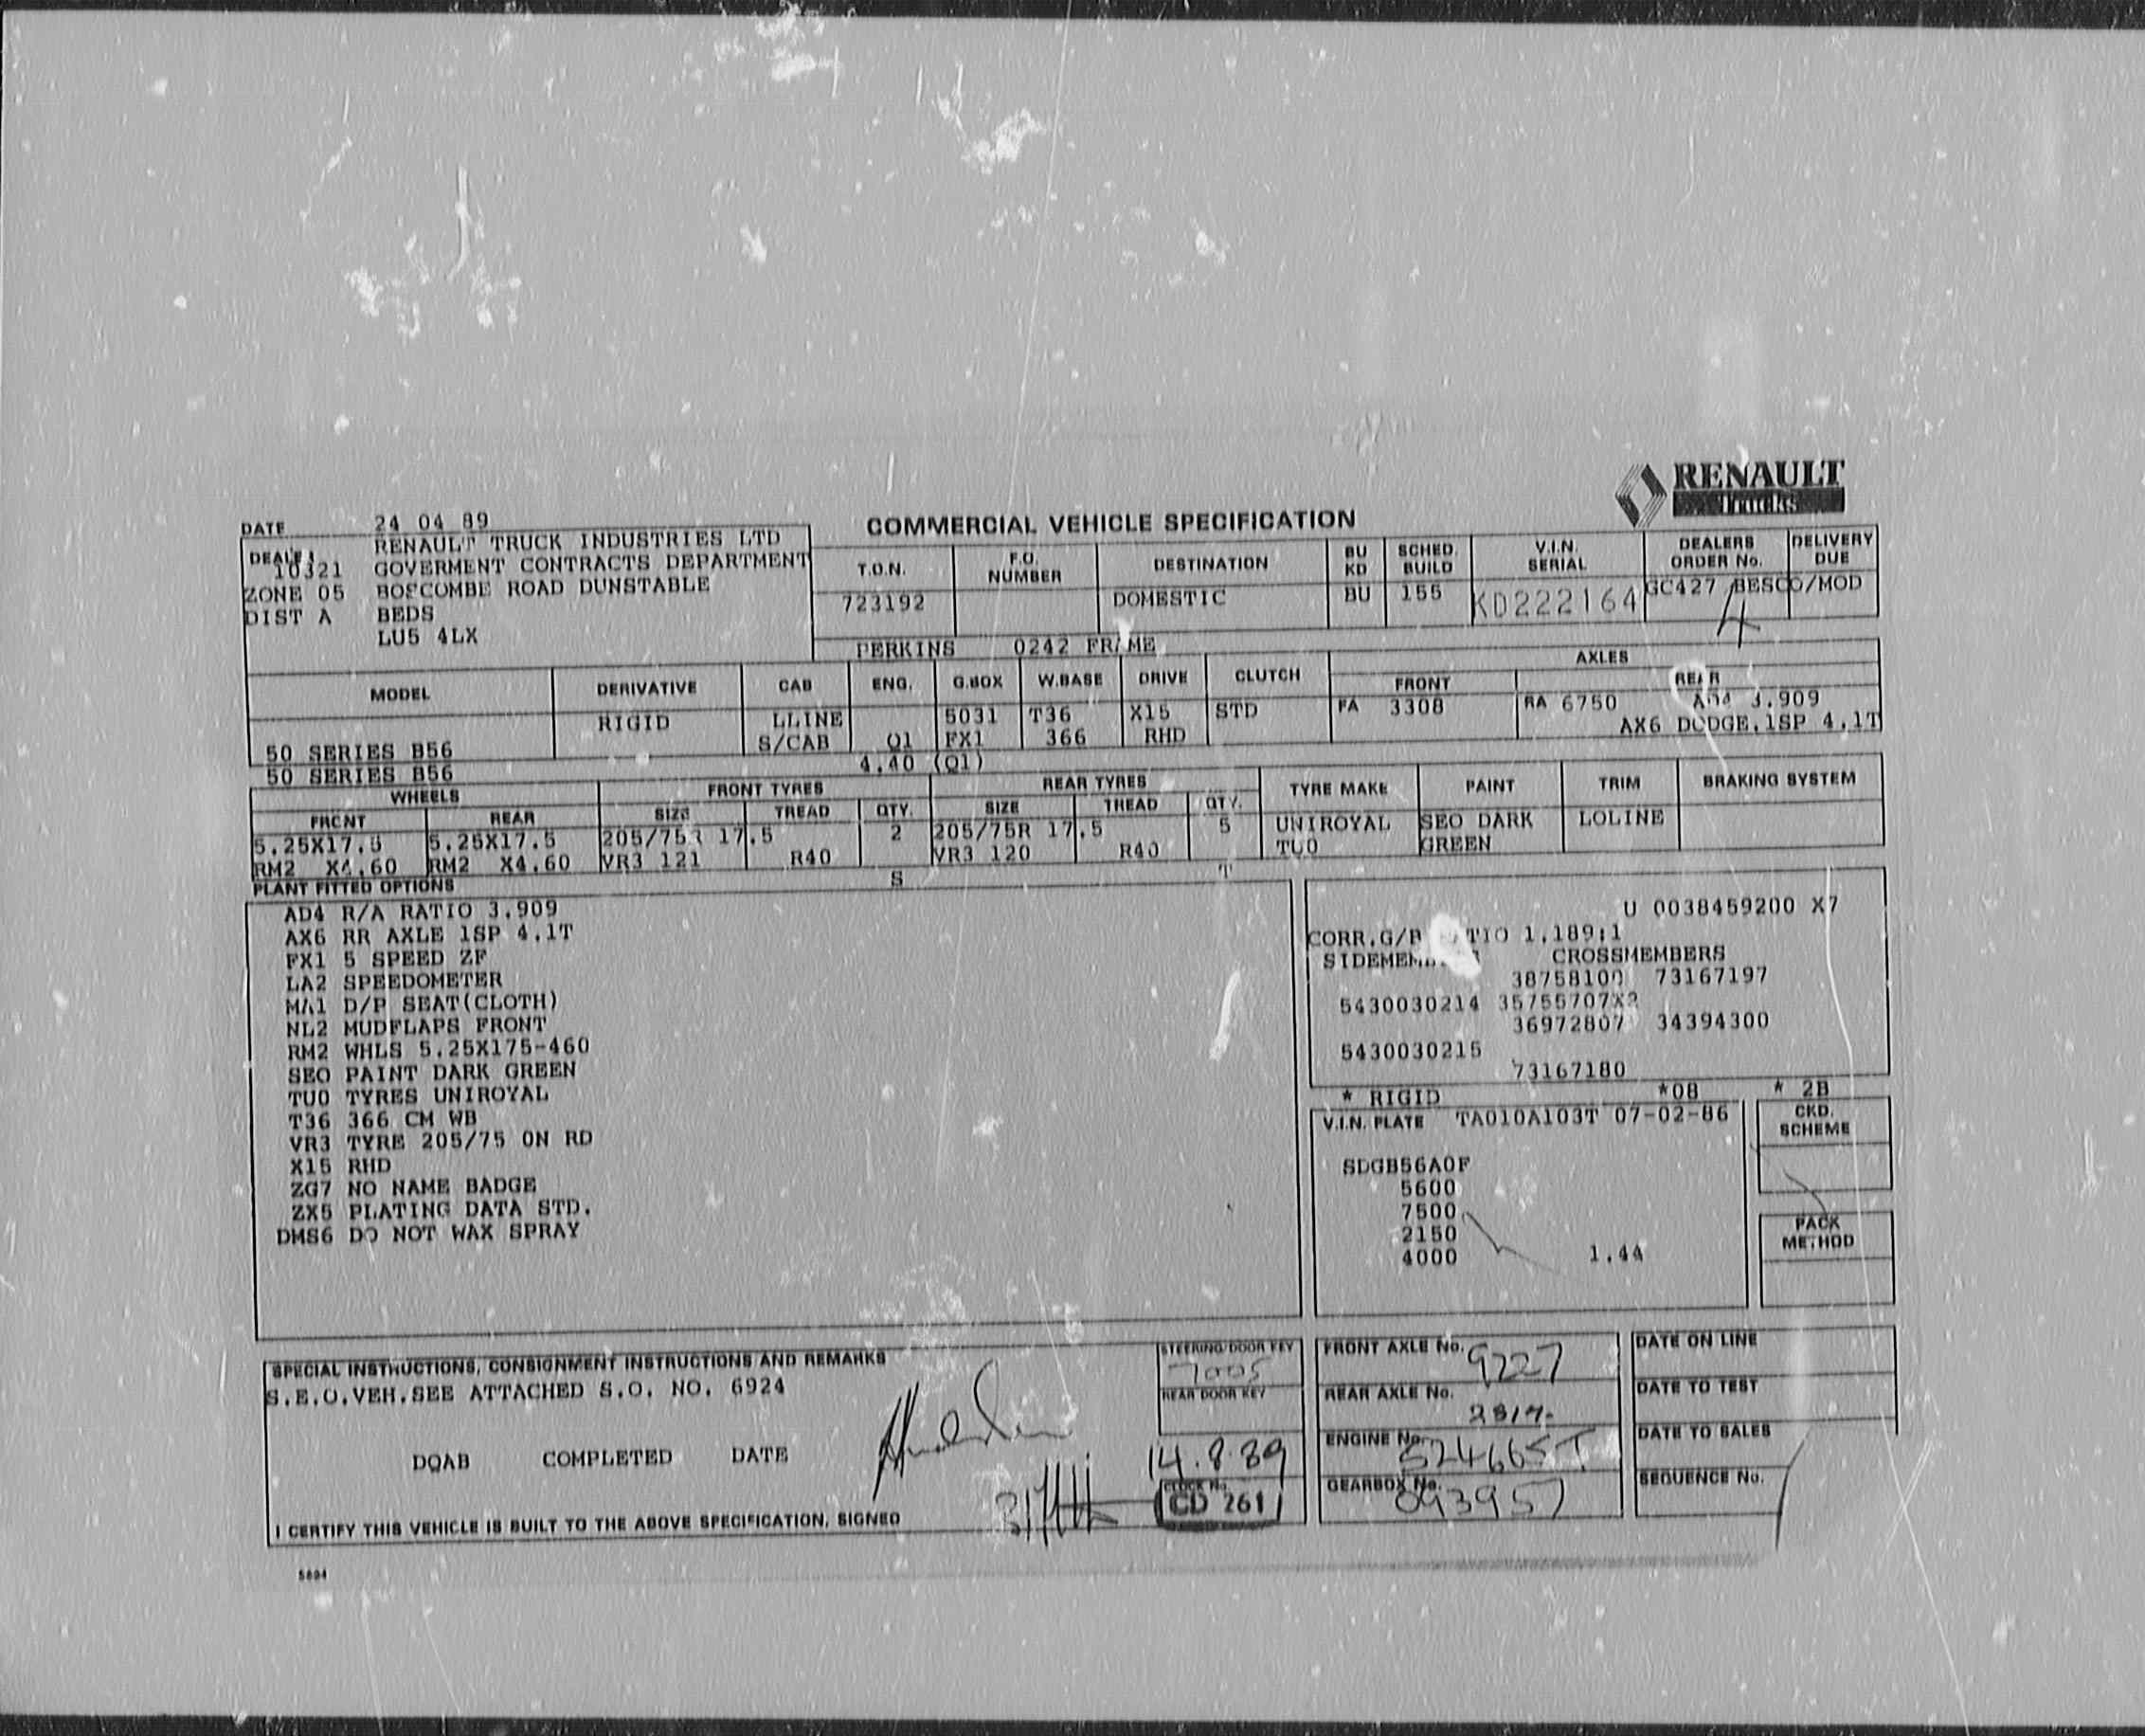 RENAULT
Trucks
COMMERCIAL VEHICLE SPECIFICATION
DATE 24 04 89
DEALER 10321 RENAULT TRUCK INDUSTRIES LTD
GOVERMENT CONTRACTS DEPARTMENT
ZONE 05 BOSCOMBE ROAD DUNSTABLE
DIST A BEDS
LU5 4LX
T.O.N. F.O. NUMBER DESTINATION BU KD SCHED. BUILD V.I.N. SERIAL DEALERS ORDER No. DELIVERY DUE
723192 DOMESTIC BU 155 KD222164 GC427 BESCO/MOD
4
PERKINS 0242 FRAME
MODEL DERIVATIVE CAB ENG. G.BOX W.BASE DRIVE CLUTCH AXLES
FRONT REAR
RIGID LLINE 5031 T36 X15 STD FA 3308 RA 6750 AD4 3.909
50 SERIES B56 S/CAB Q1 FX1 366 RHD AX6 DODGE.1SP 4.1T
50 SERIES B56 4.40 (Q1)
WHEELS FRONT TYRES REAR TYRES TYRE MAKE PAINT TRIM BRAKING SYSTEM
FRONT REAR SIZE TREAD QTY. SIZE TREAD QTY.
5.25X17.5 5.25X17.5 205/75R 17.5 2 205/75R 17.5 5 UNIROYAL SEO DARK LOLINE
RM2 X4.60 RM2 X4.60 VR3 121 R40 VR3 120 R40 TUO GREEN
PLANT FITTED OPTIONS S T
AD4 R/A RATIO 3.909
AX6 RR AXLE 1SP 4.1T
FX1 5 SPEED ZF
LA2 SPEEDOMETER
MA1 D/P SEAT(CLOTH)
NL2 MUDFLAPS FRONT
RM2 WHLS 5.25X175-460
SEO PAINT DARK GREEN
TUO TYRES UNIROYAL
T36 366 CM WB
VR3 TYRE 205/75 ON RD
X15 RHD
ZG7 NO NAME BADGE
ZX5 PLATING DATA STD.
DMS6 DO NOT WAX SPRAY
U 0038459200 X7
CORR.G/B RATIO 1.189:1
SIDEMEMBERS CROSSMEMBERS
38758100 73167197
5430030214 35755707X2
36972807 34394300
5430030215
73167180
* RIGID *08 * 2B
V.I.N. PLATE TA010A103T 07-02-86
SDGB56A0F
5600
7500
2150
4000 1.44
CKD. SCHEME
PACK METHOD
SPECIAL INSTRUCTIONS, CONSIGNMENT INSTRUCTIONS AND REMARKS
S.E.O.VEH.SEE ATTACHED S.O. NO. 6924
DQAB COMPLETED DATE
I CERTIFY THIS VEHICLE IS BUILT TO THE ABOVE SPECIFICATION, SIGNED
STEERING/DOOR KEY
7005
REAR DOOR KEY
14.8.89
CLOCK No.
CD 261
FRONT AXLE No. 9227
REAR AXLE No.
ENGINE No. 524665T
GEARBOX No. 093957
DATE ON LINE
DATE TO TEST
DATE TO SALES
SEQUENCE No.